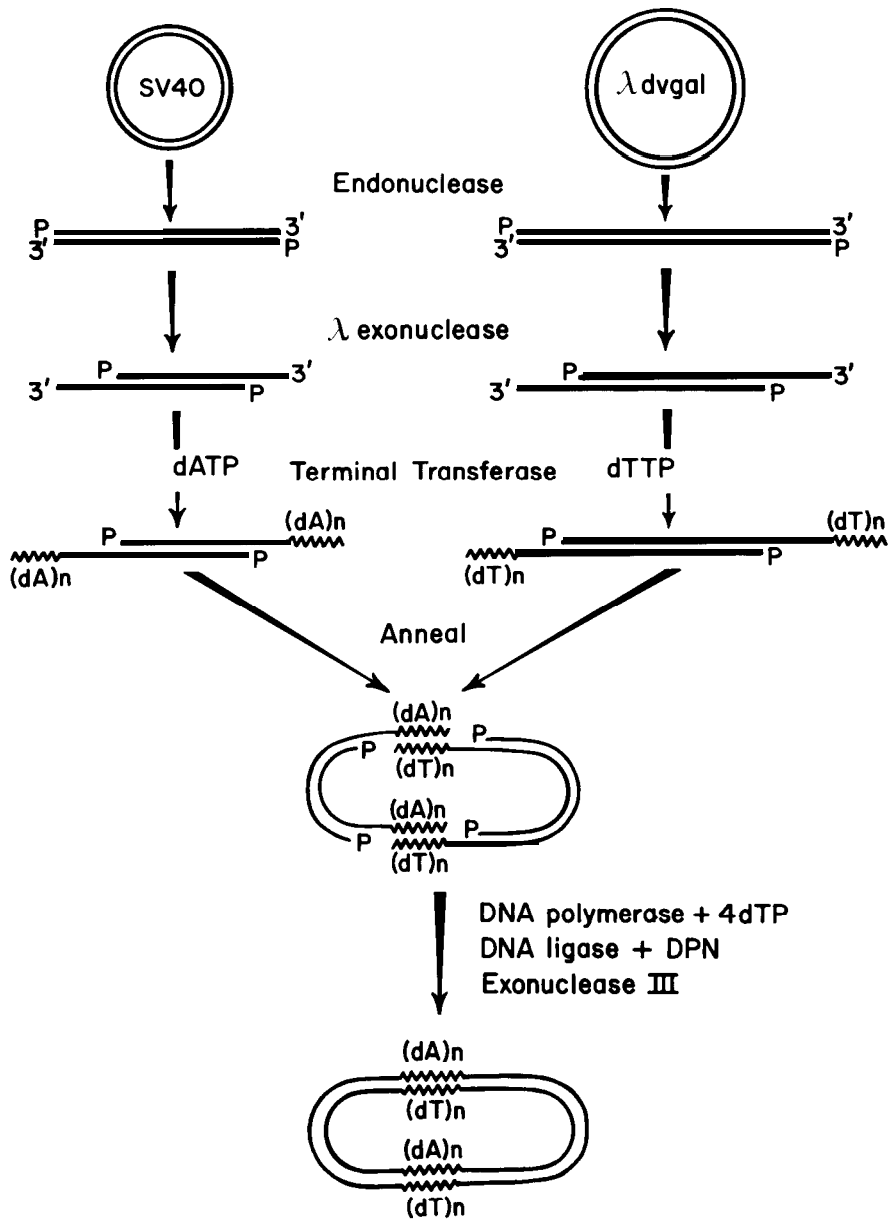 SV40
λ dvgal
Endonuclease
P 3'
3' P
P 3'
3' P
λ exonuclease
P 3'
3' P
P 3'
3' P
dATP Terminal Transferase dTTP
P (dA)n
(dA)n P
P (dT)n
(dT)n P
Anneal
(dA)n
P P
(dT)n
(dA)n
P P
(dT)n
DNA polymerase + 4dTP
DNA ligase + DPN
Exonuclease III
(dA)n
(dT)n
(dA)n
(dT)n